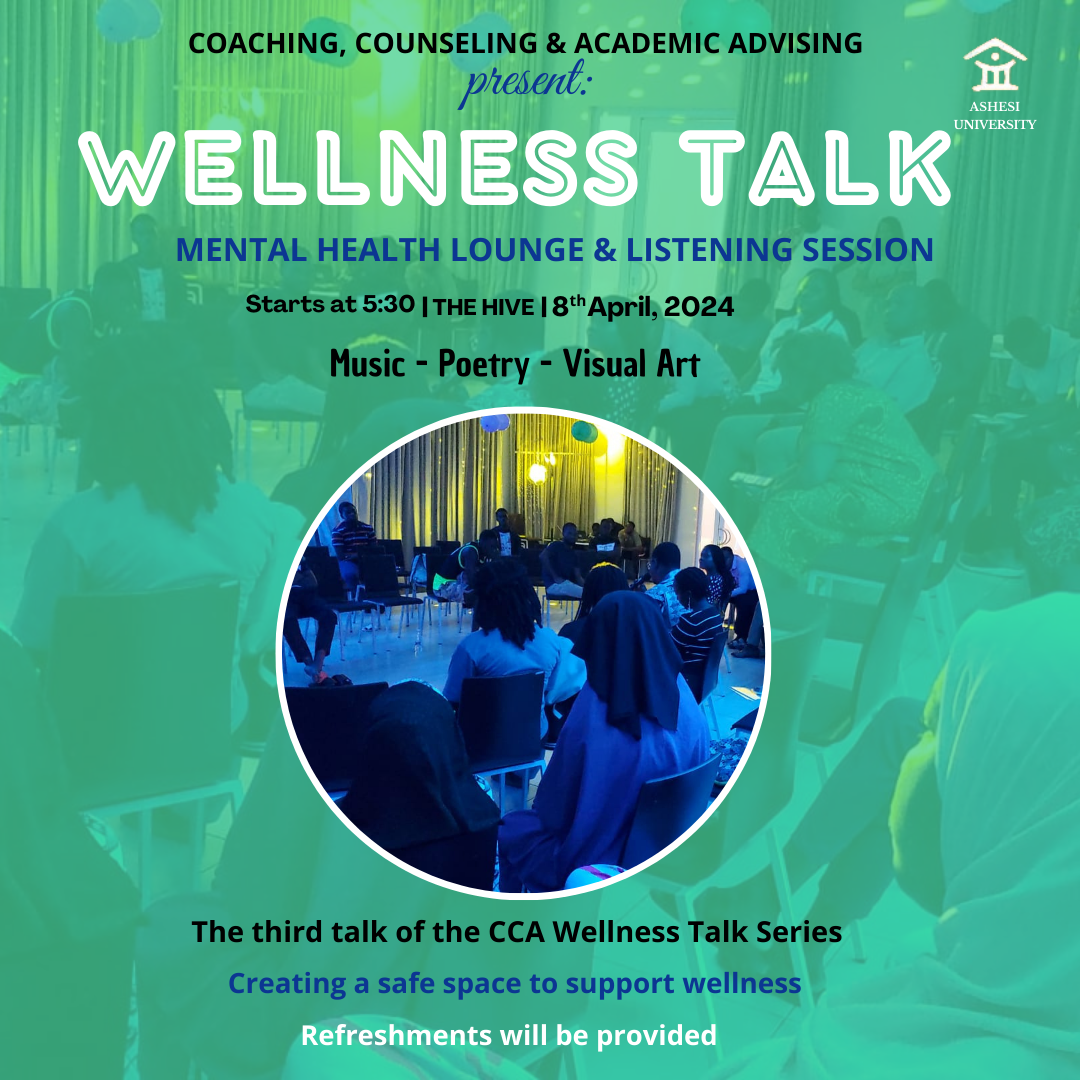 COACHING, COUNSELING & ACADEMIC ADVISING
present:
ASHESI
UNIVERSITY
WELLNESS TALK
MENTAL HEALTH LOUNGE & LISTENING SESSION
Starts at 5:30 | THE HIVE | 8th April, 2024
Music - Poetry - Visual Art
The third talk of the CCA Wellness Talk Series
Creating a safe space to support wellness
Refreshments will be provided